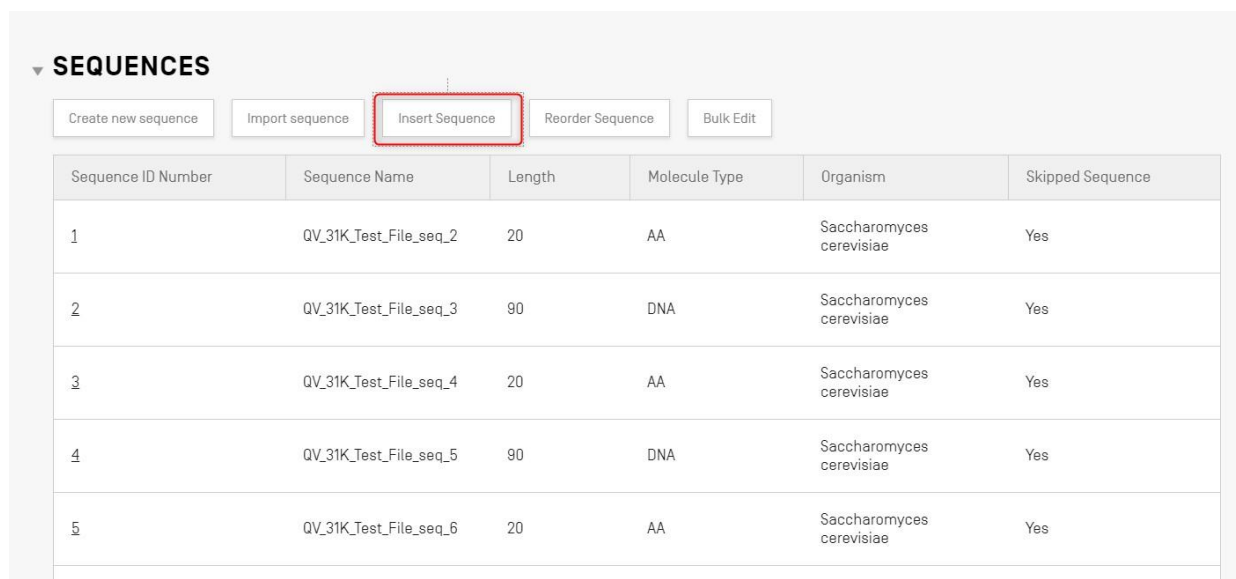 SEQUENCES
Create new sequence Import sequence Insert Sequence Reorder Sequence Bulk Edit
Sequence ID Number Sequence Name Length Molecule Type Organism Skipped Sequence
1 QV_31K_Test_File_seq_2 20 AA Saccharomyces cerevisiae Yes
2 QV_31K_Test_File_seq_3 90 DNA Saccharomyces cerevisiae Yes
3 QV_31K_Test_File_seq_4 20 AA Saccharomyces cerevisiae Yes
4 QV_31K_Test_File_seq_5 90 DNA Saccharomyces cerevisiae Yes
5 QV_31K_Test_File_seq_6 20 AA Saccharomyces cerevisiae Yes